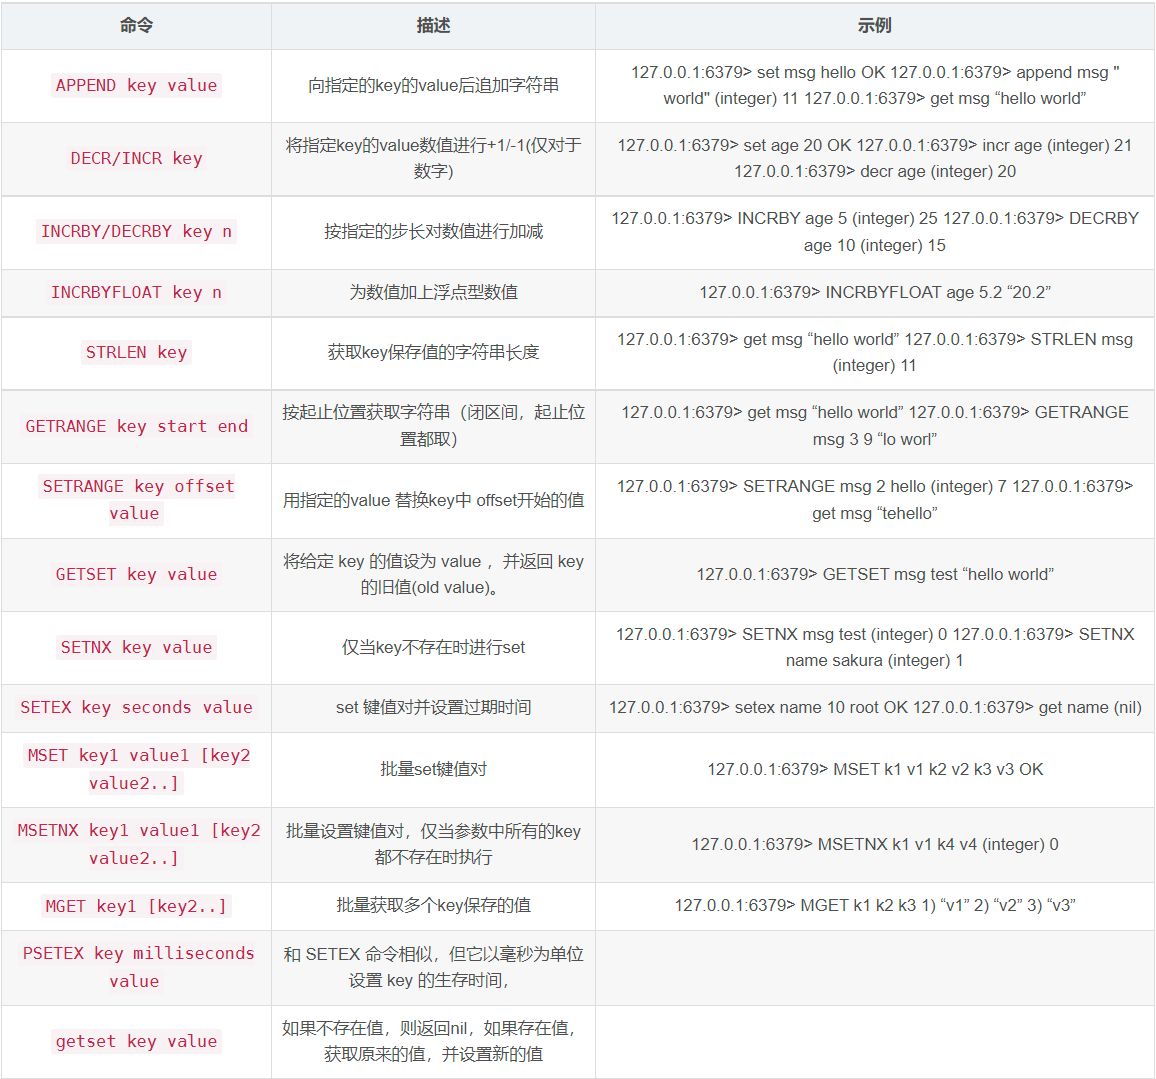 命令
描述
示例
APPEND key value
向指定的key的value后追加字符串
127.0.0.1:6379> set msg hello OK 127.0.0.1:6379> append msg "
world" (integer) 11 127.0.0.1:6379> get msg “hello world”
DECR/INCR key
将指定key的value数值进行+1/-1(仅对于
数字)
127.0.0.1:6379> set age 20 OK 127.0.0.1:6379> incr age (integer) 21
127.0.0.1:6379> decr age (integer) 20
INCRBY/DECRBY key n
按指定的步长对数值进行加减
127.0.0.1:6379> INCRBY age 5 (integer) 25 127.0.0.1:6379> DECRBY
age 10 (integer) 15
INCRBYFLOAT key n
为数值加上浮点型数值
127.0.0.1:6379> INCRBYFLOAT age 5.2 “20.2”
STRLEN key
获取key保存值的字符串长度
127.0.0.1:6379> get msg “hello world” 127.0.0.1:6379> STRLEN msg
(integer) 11
GETRANGE key start end
按起止位置获取字符串（闭区间，起止位
置都取）
127.0.0.1:6379> get msg “hello world” 127.0.0.1:6379> GETRANGE
msg 3 9 “lo worl”
SETRANGE key offset
value
用指定的value 替换key中 offset开始的值
127.0.0.1:6379> SETRANGE msg 2 hello (integer) 7 127.0.0.1:6379>
get msg “tehello”
GETSET key value
将给定 key 的值设为 value ，并返回 key
的旧值(old value)。
127.0.0.1:6379> GETSET msg test “hello world”
SETNX key value
仅当key不存在时进行set
127.0.0.1:6379> SETNX msg test (integer) 0 127.0.0.1:6379> SETNX
name sakura (integer) 1
SETEX key seconds value
set 键值对并设置过期时间
127.0.0.1:6379> setex name 10 root OK 127.0.0.1:6379> get name (nil)
MSET key1 value1 [key2
value2..]
批量set键值对
127.0.0.1:6379> MSET k1 v1 k2 v2 k3 v3 OK
MSETNX key1 value1 [key2
value2..]
批量设置键值对，仅当参数中所有的key
都不存在时执行
127.0.0.1:6379> MSETNX k1 v1 k4 v4 (integer) 0
MGET key1 [key2..]
批量获取多个key保存的值
127.0.0.1:6379> MGET k1 k2 k3 1) “v1” 2) “v2” 3) “v3”
PSETEX key milliseconds
value
和 SETEX 命令相似，但它以毫秒为单位
设置 key 的生存时间，
getset key value
如果不存在值，则返回nil，如果存在值，
获取原来的值，并设置新的值